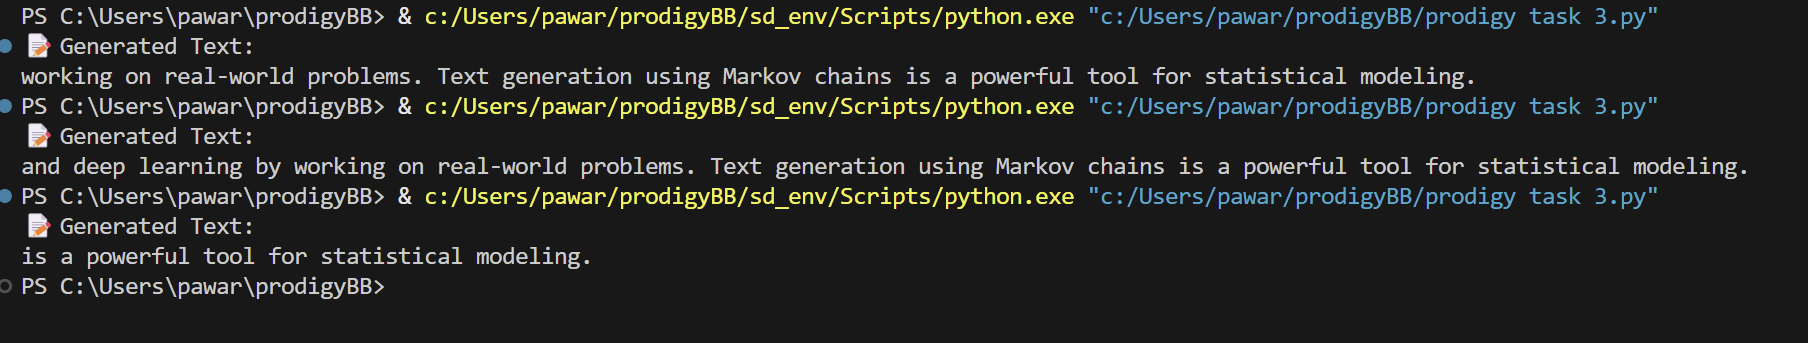 PS C:\Users\pawar\prodigyBB> & c:/Users/pawar/prodigyBB/sd_env/Scripts/python.exe "c:/Users/pawar/prodigyBB/prodigy task 3.py"
📝 Generated Text:
working on real-world problems. Text generation using Markov chains is a powerful tool for statistical modeling.
PS C:\Users\pawar\prodigyBB> & c:/Users/pawar/prodigyBB/sd_env/Scripts/python.exe "c:/Users/pawar/prodigyBB/prodigy task 3.py"
📝 Generated Text:
and deep learning by working on real-world problems. Text generation using Markov chains is a powerful tool for statistical modeling.
PS C:\Users\pawar\prodigyBB> & c:/Users/pawar/prodigyBB/sd_env/Scripts/python.exe "c:/Users/pawar/prodigyBB/prodigy task 3.py"
📝 Generated Text:
is a powerful tool for statistical modeling.
PS C:\Users\pawar\prodigyBB>